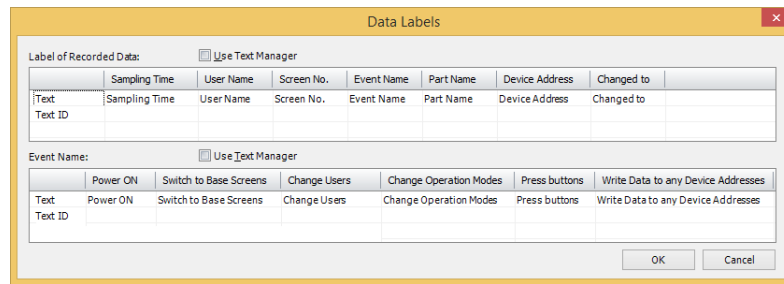 Data Labels
Label of Recorded Data: Use Text Manager
Sampling Time User Name Screen No. Event Name Part Name Device Address Changed to
Text Sampling Time User Name Screen No. Event Name Part Name Device Address Changed to
Text ID
Event Name: Use Text Manager
Power ON Switch to Base Screens Change Users Change Operation Modes Press buttons Write Data to any Device Addresses
Text Power ON Switch to Base Screens Change Users Change Operation Modes Press buttons Write Data to any Device Addresses
Text ID
OK Cancel